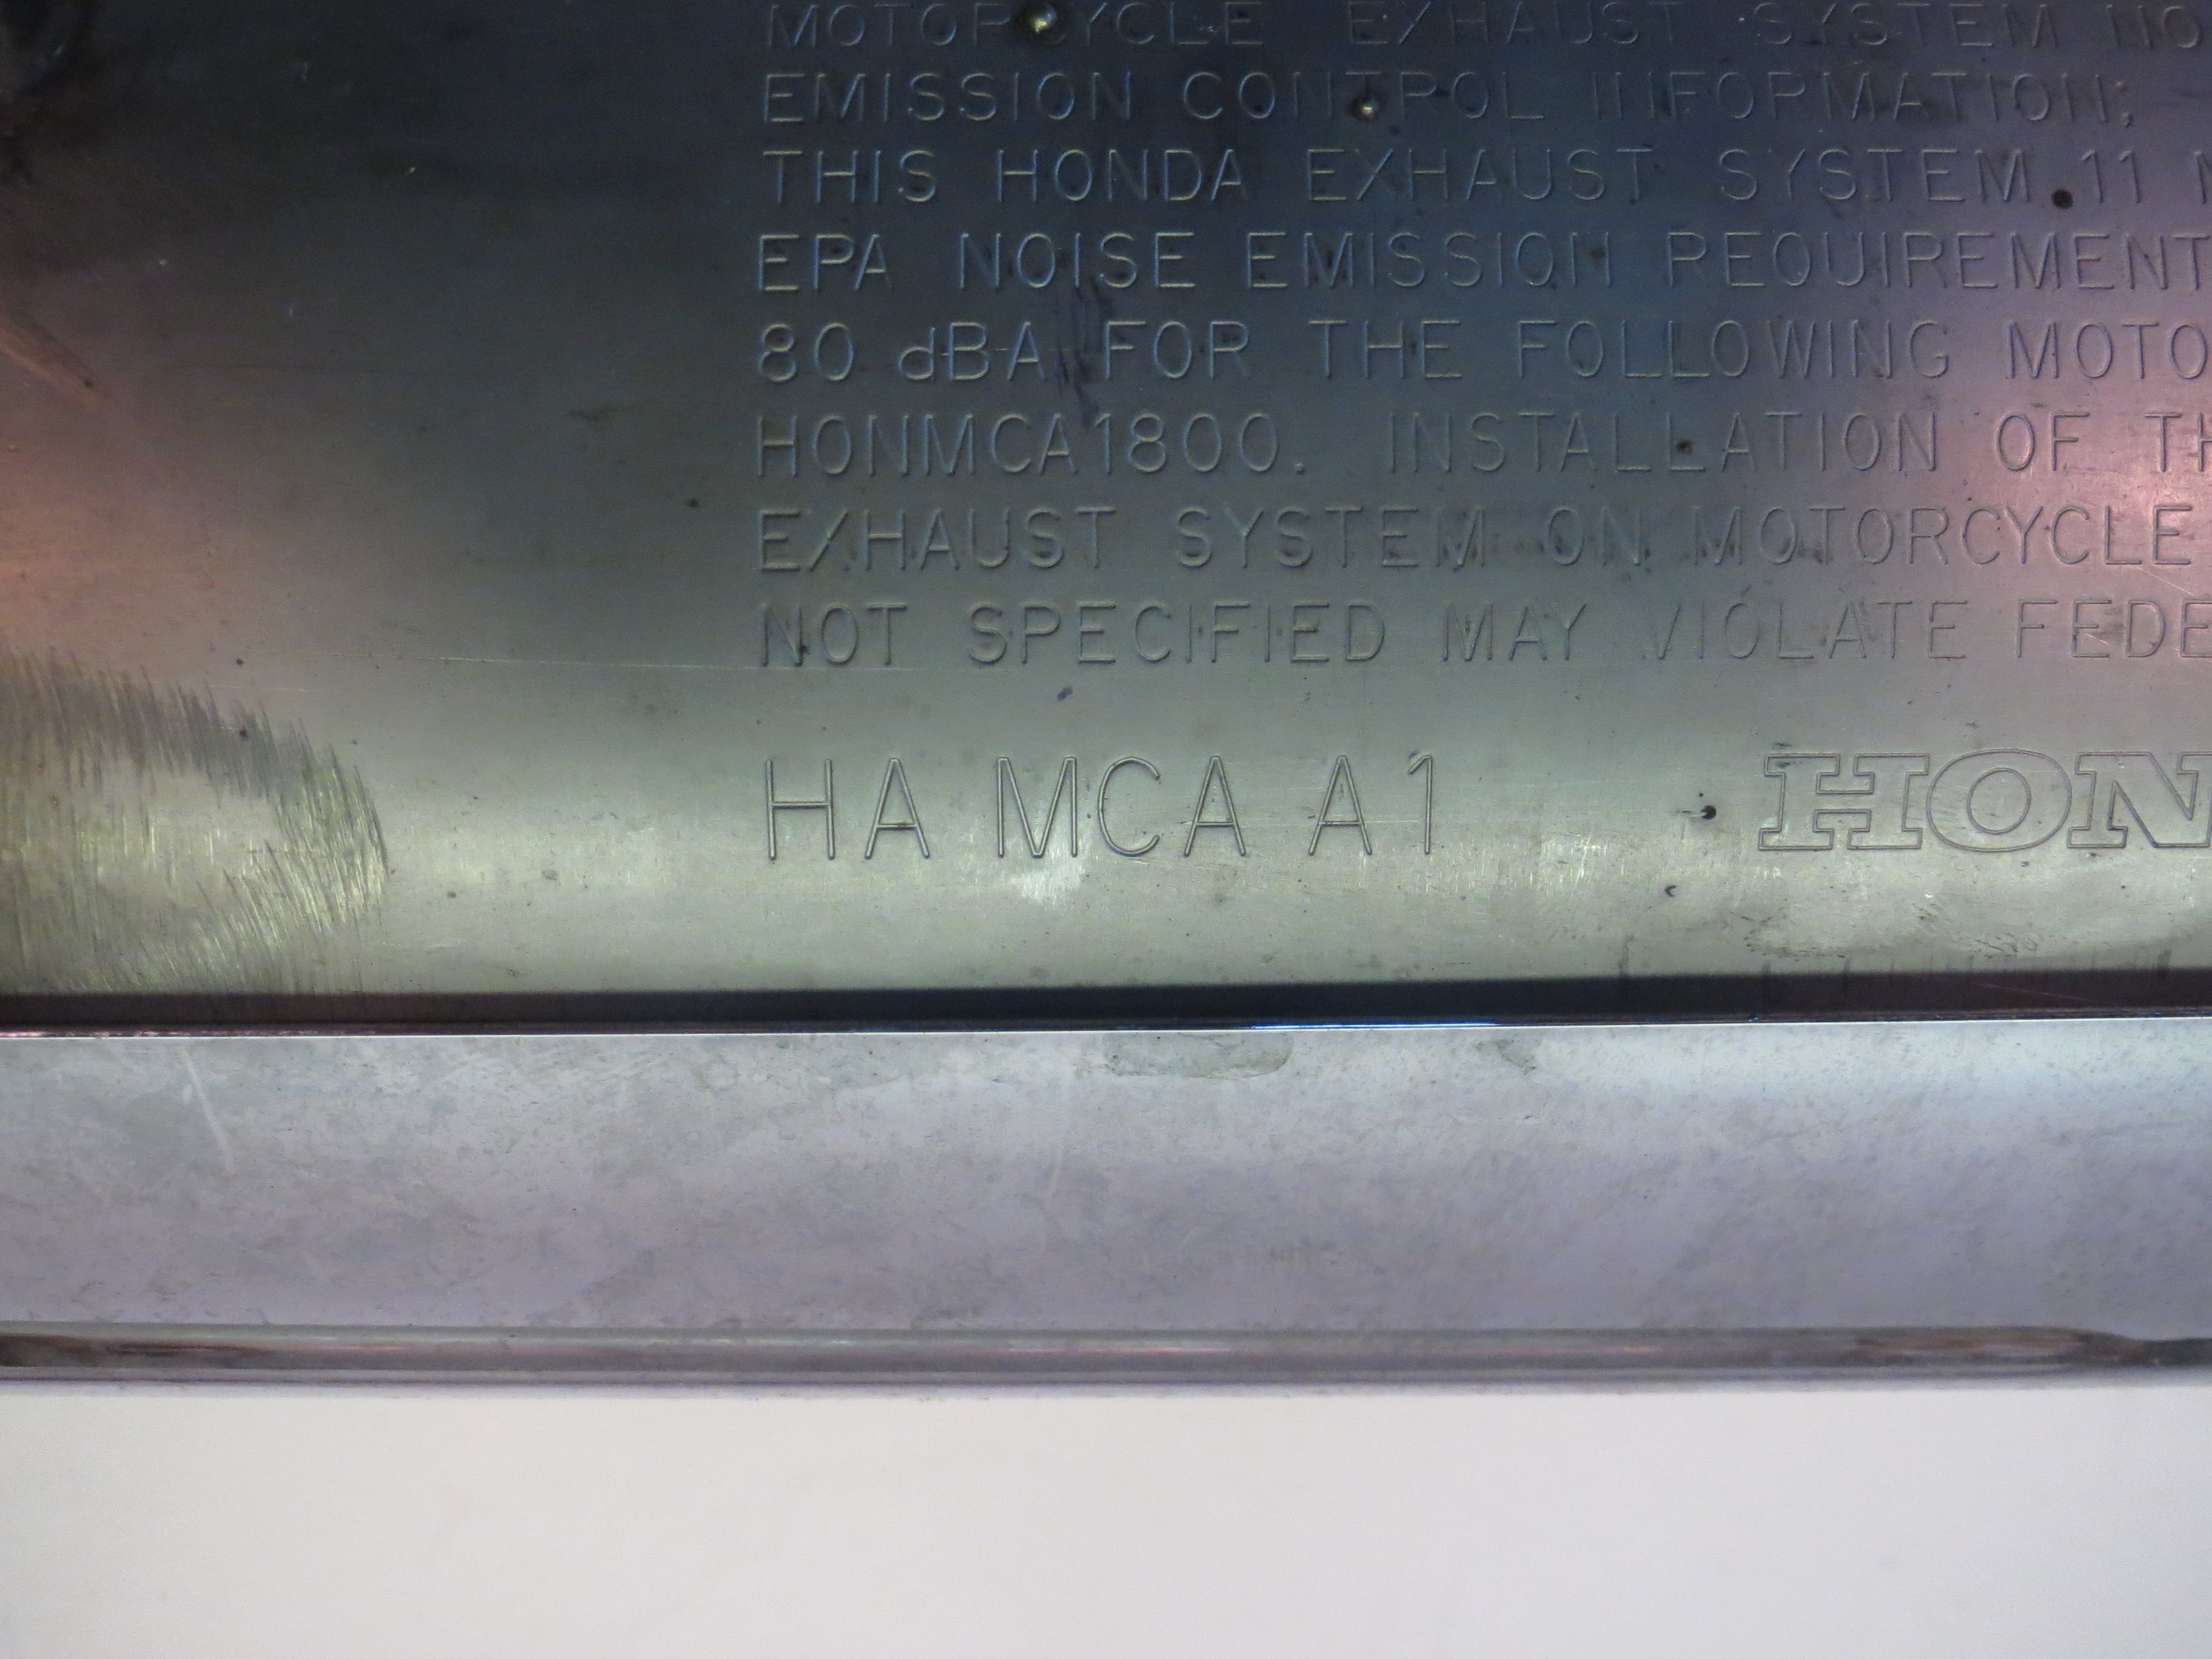 MOTORCYCLE EXHAUST SYSTEM NO
EMISSION CONTROL INFORMATION;
THIS HONDA EXHAUST SYSTEM 11 M
EPA NOISE EMISSION REQUIREMENT
80 dBA FOR THE FOLLOWING MOTO
HONMCA1800. INSTALLATION OF TH
EXHAUST SYSTEM ON MOTORCYCLE
NOT SPECIFIED MAY VIOLATE FEDE
HA MCA A1 HON